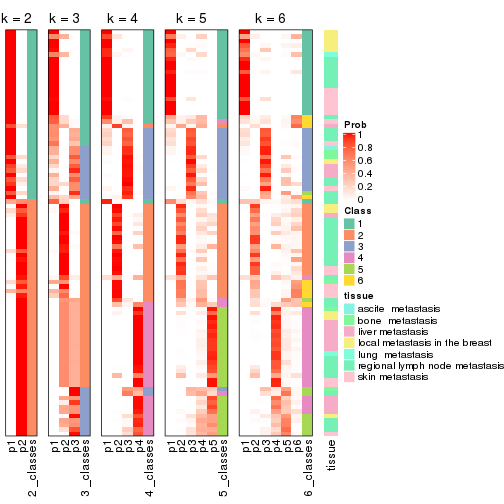 k = 2
k = 3
k = 4
k = 5
k = 6
Prob
1
0.8
0.6
0.4
0.2
0
Class
1
2
3
4
5
6
tissue
ascite metastasis
bone metastasis
liver metastasis
local metastasis in the breast
lung metastasis
regional lymph node metastasis
skin metastasis
p1
p2
2_classes
p1
p2
p3
3_classes
p1
p2
p3
p4
4_classes
p1
p2
p3
p4
p5
5_classes
p1
p2
p3
p4
p5
p6
6_classes
tissue